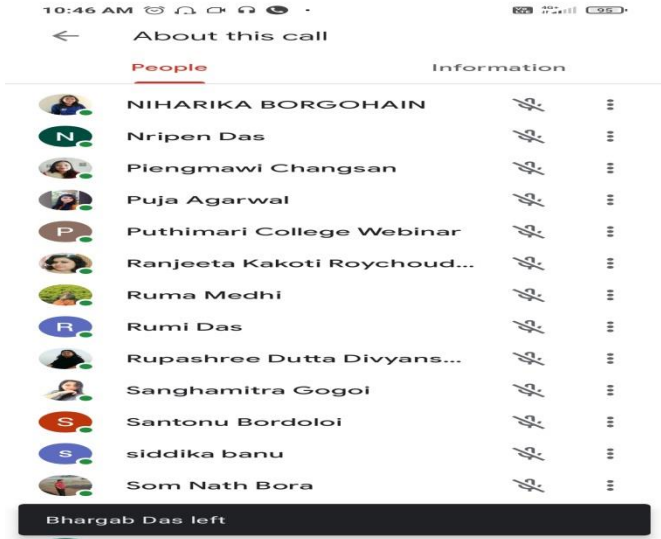 10:46 AM 4G+ 95
About this call
People Information
NIHARIKA BORGOHAIN
N Nripen Das
Piengmawi Changsan
Puja Agarwal
P Puthimari College Webinar
Ranjeeta Kakoti Roychoud...
Ruma Medhi
R Rumi Das
Rupashree Dutta Divyans...
Sanghamitra Gogoi
S Santonu Bordoloi
s siddika banu
Som Nath Bora
Bhargab Das left